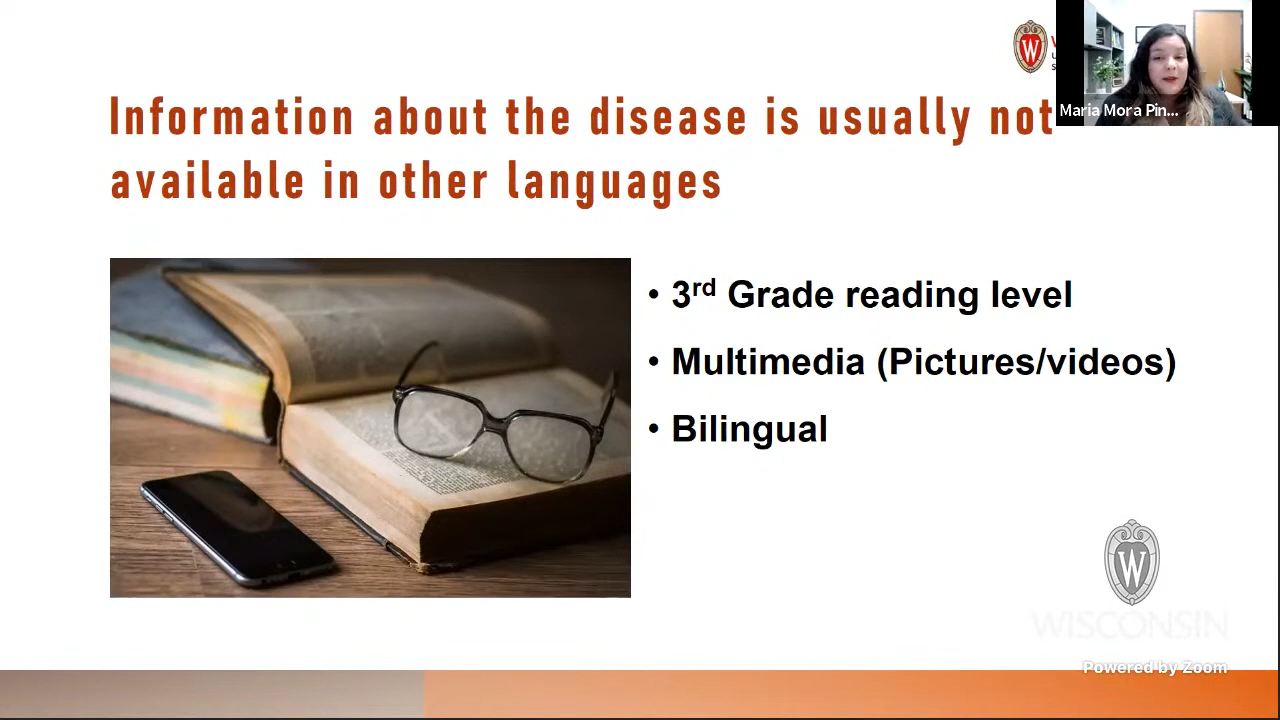 W
Information about the disease is usually not
available in other languages
Maria Mora Pin...
• 3rd Grade reading level
• Multimedia (Pictures/videos)
• Bilingual
W
WISCONSIN
Powered by Zoom